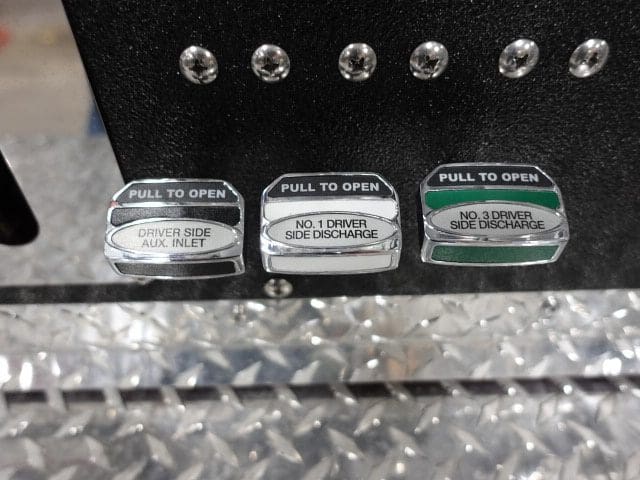 PULL TO OPEN
DRIVER SIDE
AUX. INLET
PULL TO OPEN
NO. 1 DRIVER
SIDE DISCHARGE
PULL TO OPEN
NO. 3 DRIVER
SIDE DISCHARGE